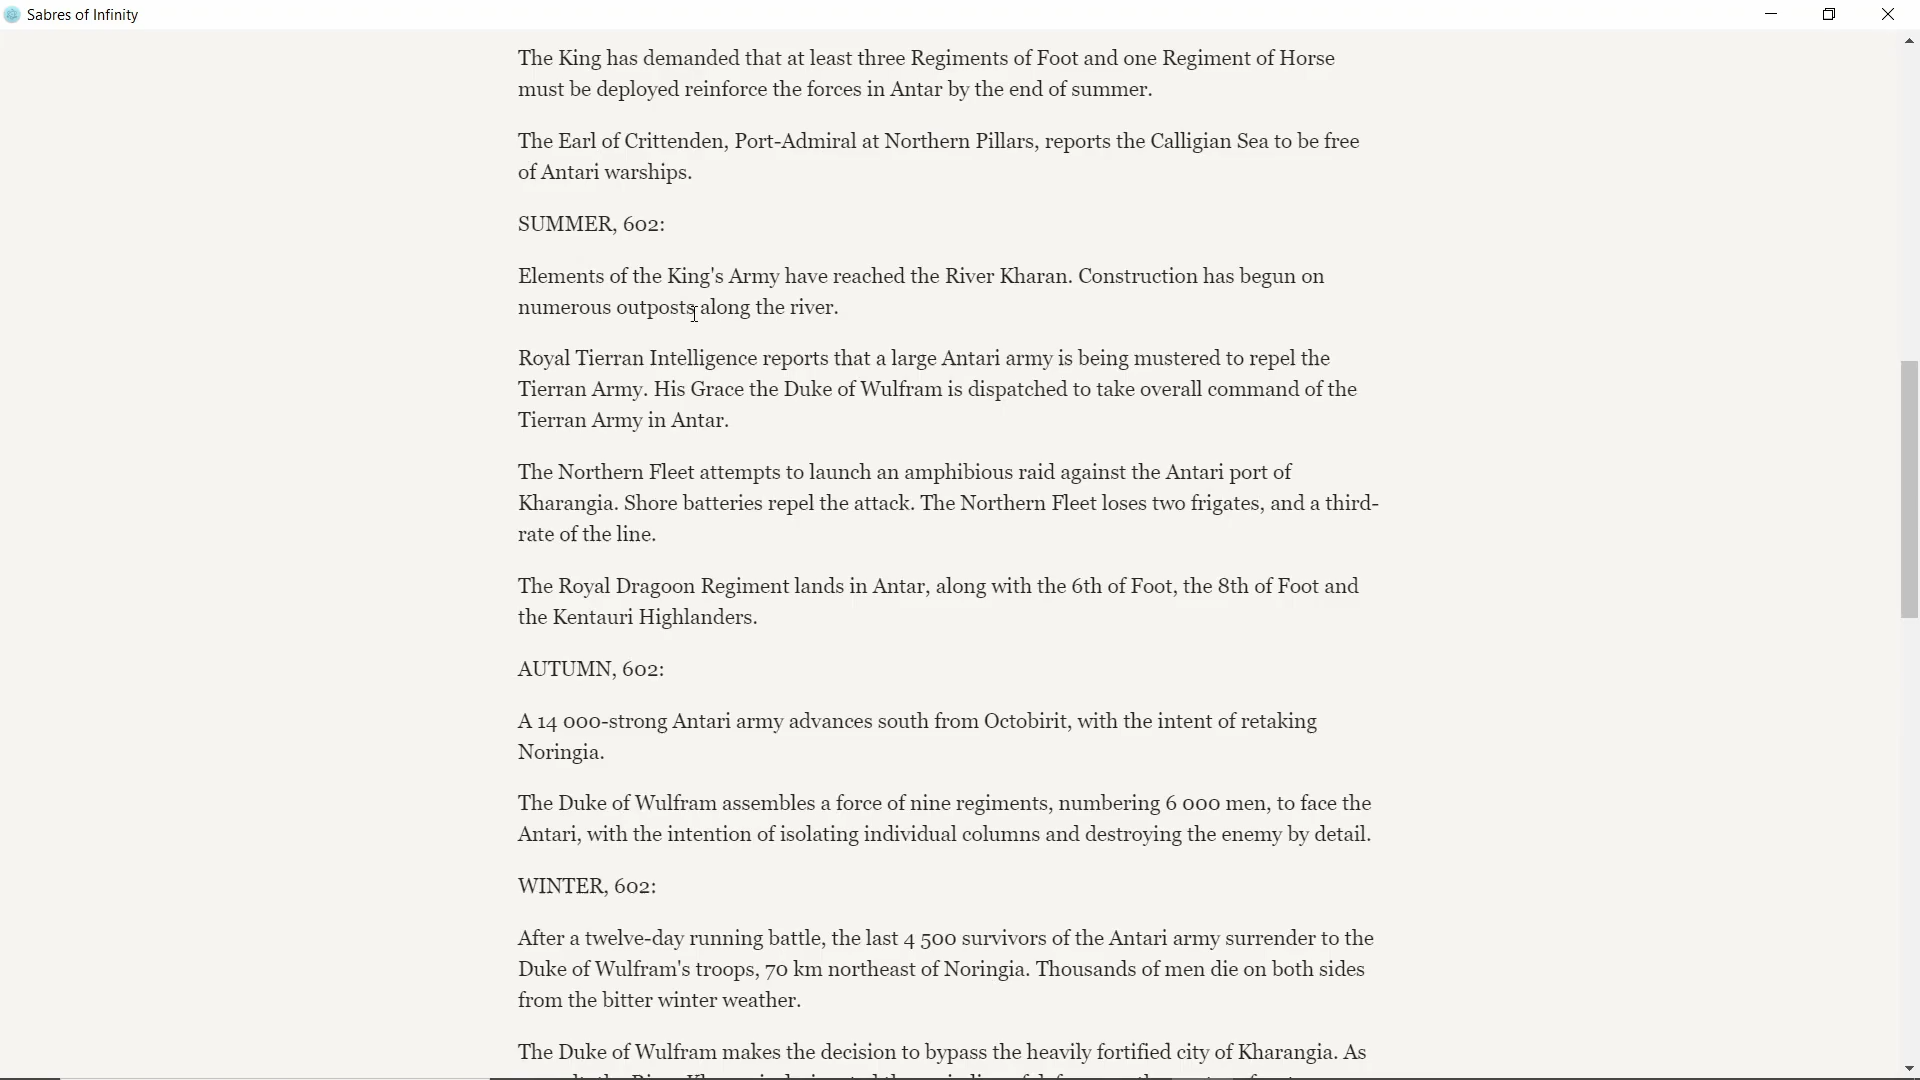 Sabres of Infinity
The King has demanded that at least three Regiments of Foot and one Regiment of Horse
must be deployed reinforce the forces in Antar by the end of summer.
The Earl of Crittenden, Port-Admiral at Northern Pillars, reports the Calligian Sea to be free
of Antari warships.
SUMMER, 602:
Elements of the King's Army have reached the River Kharan. Construction has begun on
numerous outposts along the river.
Royal Tierran Intelligence reports that a large Antari army is being mustered to repel the
Tierran Army. His Grace the Duke of Wulfram is dispatched to take overall command of the
Tierran Army in Antar.
The Northern Fleet attempts to launch an amphibious raid against the Antari port of
Kharangia. Shore batteries repel the attack. The Northern Fleet loses two frigates, and a third-
rate of the line.
The Royal Dragoon Regiment lands in Antar, along with the 6th of Foot, the 8th of Foot and
the Kentauri Highlanders.
AUTUMN, 602:
A 14 000-strong Antari army advances south from Octobirit, with the intent of retaking
Noringia.
The Duke of Wulfram assembles a force of nine regiments, numbering 6 000 men, to face the
Antari, with the intention of isolating individual columns and destroying the enemy by detail.
WINTER, 602:
After a twelve-day running battle, the last 4 500 survivors of the Antari army surrender to the
Duke of Wulfram's troops, 70 km northeast of Noringia. Thousands of men die on both sides
from the bitter winter weather.
The Duke of Wulfram makes the decision to bypass the heavily fortified city of Kharangia. As